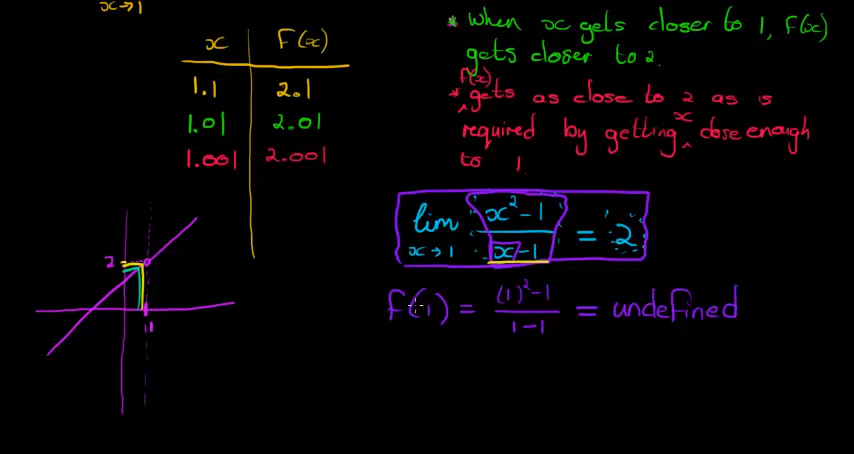 x→1
x F(x)
1.1 2.1
1.01 2.01
1.001 2.001
* When x gets closer to 1, F(x)
gets closer to 2.
* F(x) gets as close to 2 as is
required by getting x close enough
to 1.
lim x→1 x²-1 / x-1 = 2
F(1) = (1)²-1 / 1-1 = undefined
2
1